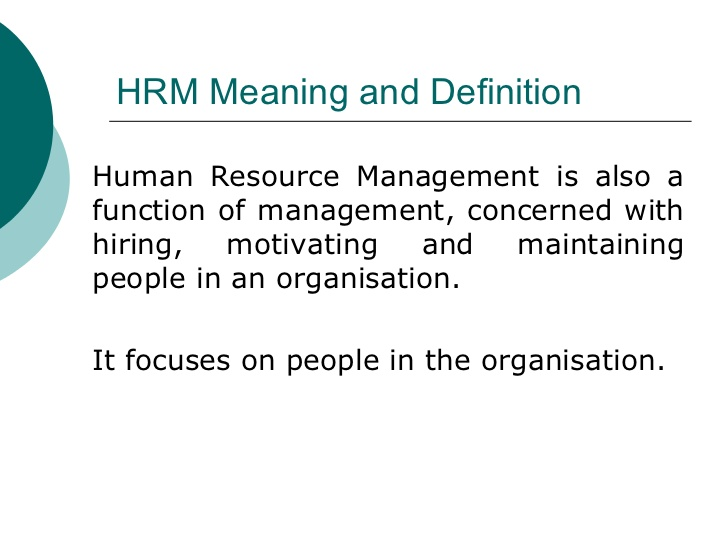 HRM Meaning and Definition
Human Resource Management is also a
function of management, concerned with
hiring, motivating and maintaining
people in an organisation.
It focuses on people in the organisation.